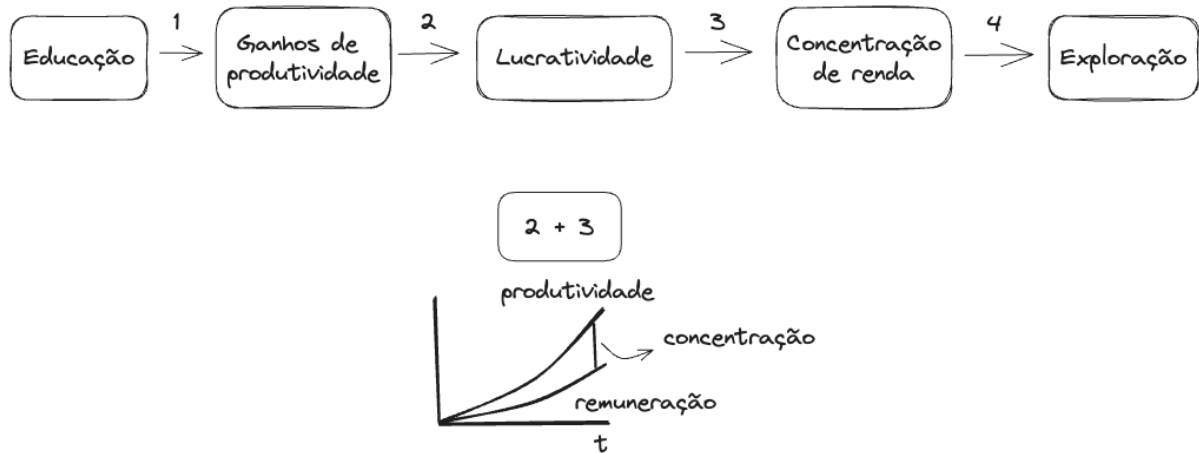 1
2
3
4
Educação
Ganhos de
produtividade
Lucratividade
Concentração
de renda
Exploração
2 + 3
produtividade
concentração
remuneração
t